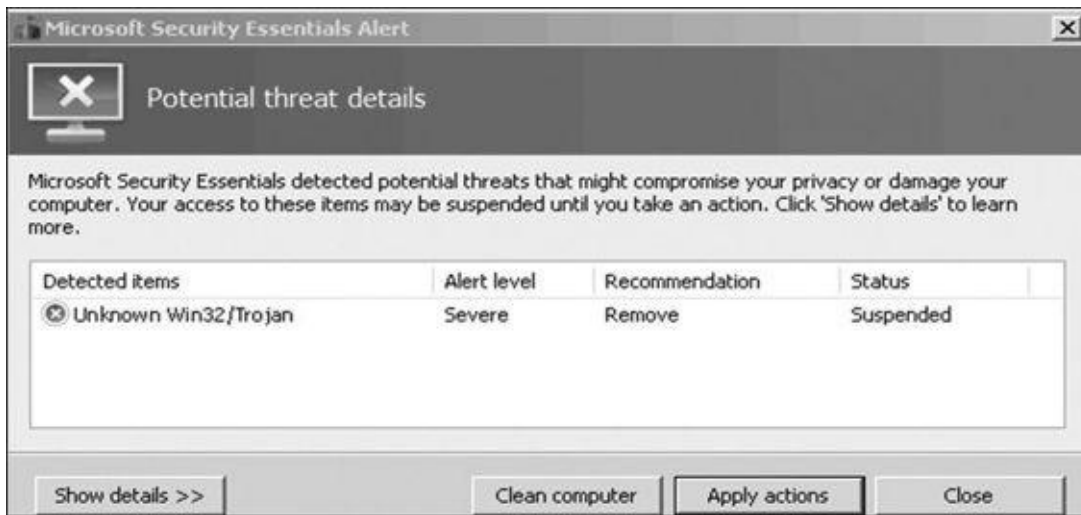 Microsoft Security Essentials Alert
Potential threat details
Microsoft Security Essentials detected potential threats that might compromise your privacy or damage your
computer. Your access to these items may be suspended until you take an action. Click 'Show details' to learn
more.
Detected items Alert level Recommendation Status
Unknown Win32/Trojan Severe Remove Suspended
Show details >> Clean computer Apply actions Close